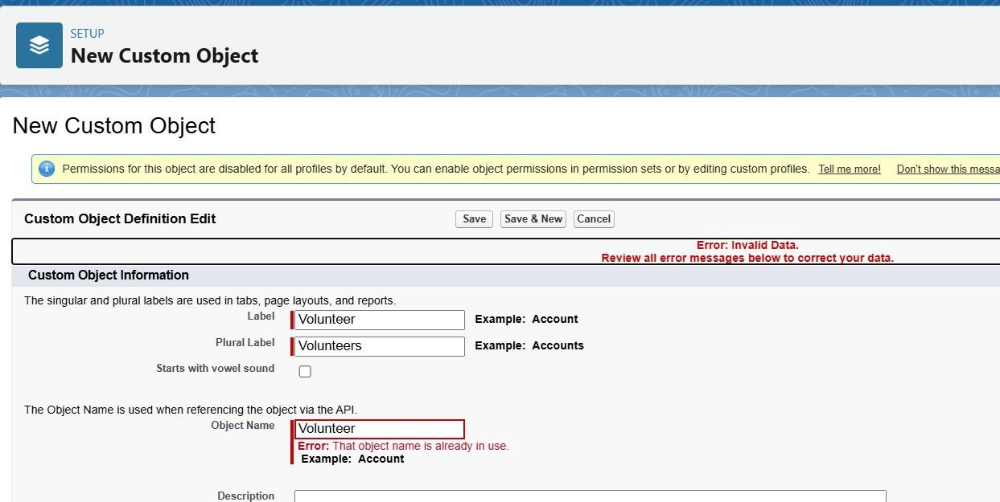 SETUP
New Custom Object
New Custom Object
Permissions for this object are disabled for all profiles by default. You can enable object permissions in permission sets or by editing custom profiles. Tell me more! Don't show this messa
Custom Object Definition Edit Save Save & New Cancel
Error: Invalid Data.
Review all error messages below to correct your data.
Custom Object Information
The singular and plural labels are used in tabs, page layouts, and reports.
Label Volunteer Example: Account
Plural Label Volunteers Example: Accounts
Starts with vowel sound
The Object Name is used when referencing the object via the API.
Object Name Volunteer
Error: That object name is already in use.
Example: Account
Description